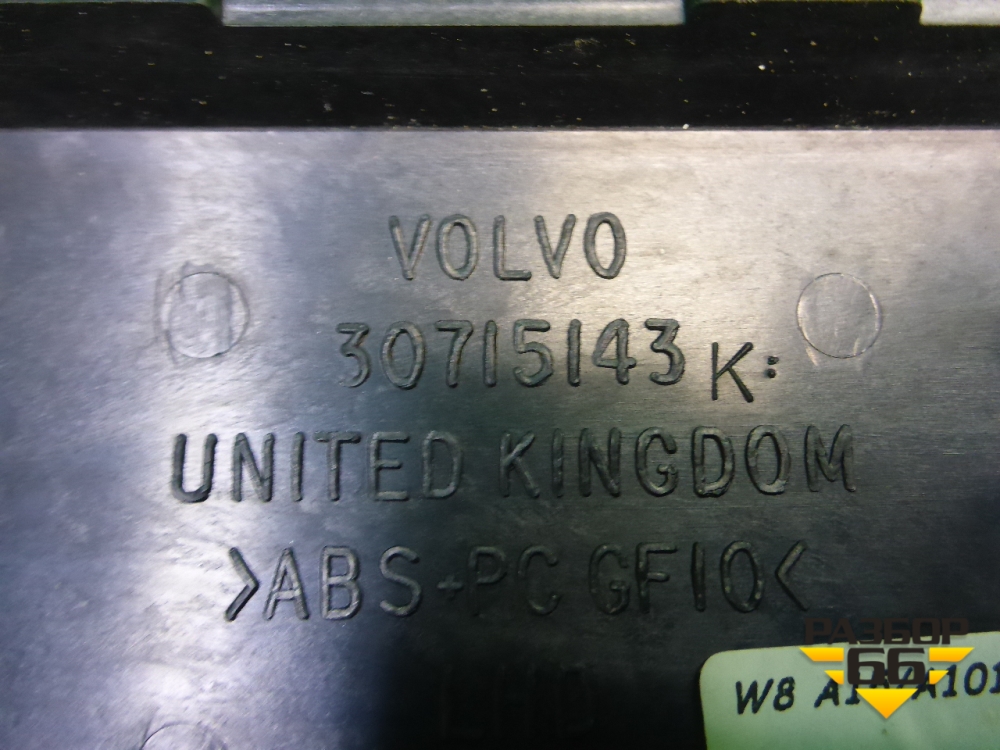 VOLVO
30715143 K:
UNITED KINGDOM
>ABS+PC GF10<
РАЗБОР
66
W8